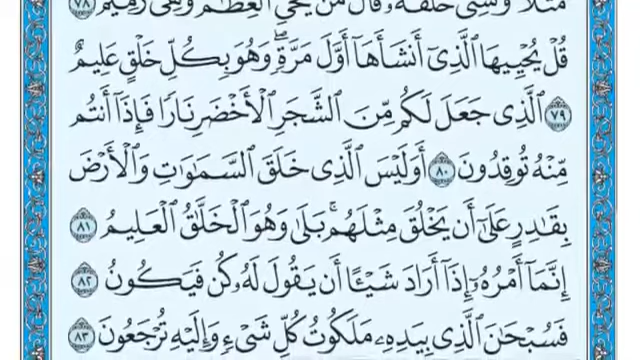 مَثَلًا وَنَسِىَ خَلْقَهُۥ قَالَ مَن يُحْىِ ٱلْعِظَٰمَ وَهِىَ رَمِيمٌ ٧٨
قُلْ يُحْيِيهَا ٱلَّذِىٓ أَنشَأَهَآ أَوَّلَ مَرَّةٍ ۖ وَهُوَ بِكُلِّ خَلْقٍ عَلِيمٌ
٧٩ ٱلَّذِى جَعَلَ لَكُم مِّنَ ٱلشَّجَرِ ٱلْأَخْضَرِ نَارًا فَإِذَآ أَنتُم
مِّنْهُ تُوقِدُونَ ٨٠ أَوَلَيْسَ ٱلَّذِى خَلَقَ ٱلسَّمَٰوَٰتِ وَٱلْأَرْضَ
بِقَٰدِرٍ عَلَىٰٓ أَن يَخْلُقَ مِثْلَهُم ۚ بَلَىٰ وَهُوَ ٱلْخَلَّٰقُ ٱلْعَلِيمُ ٨١
إِنَّمَآ أَمْرُهُۥٓ إِذَآ أَرَادَ شَيْـًٔا أَن يَقُولَ لَهُۥ كُن فَيَكُونُ ٨٢
فَسُبْحَٰنَ ٱلَّذِى بِيَدِهِۦ مَلَكُوتُ كُلِّ شَىْءٍ وَإِلَيْهِ تُرْجَعُونَ ٨٣